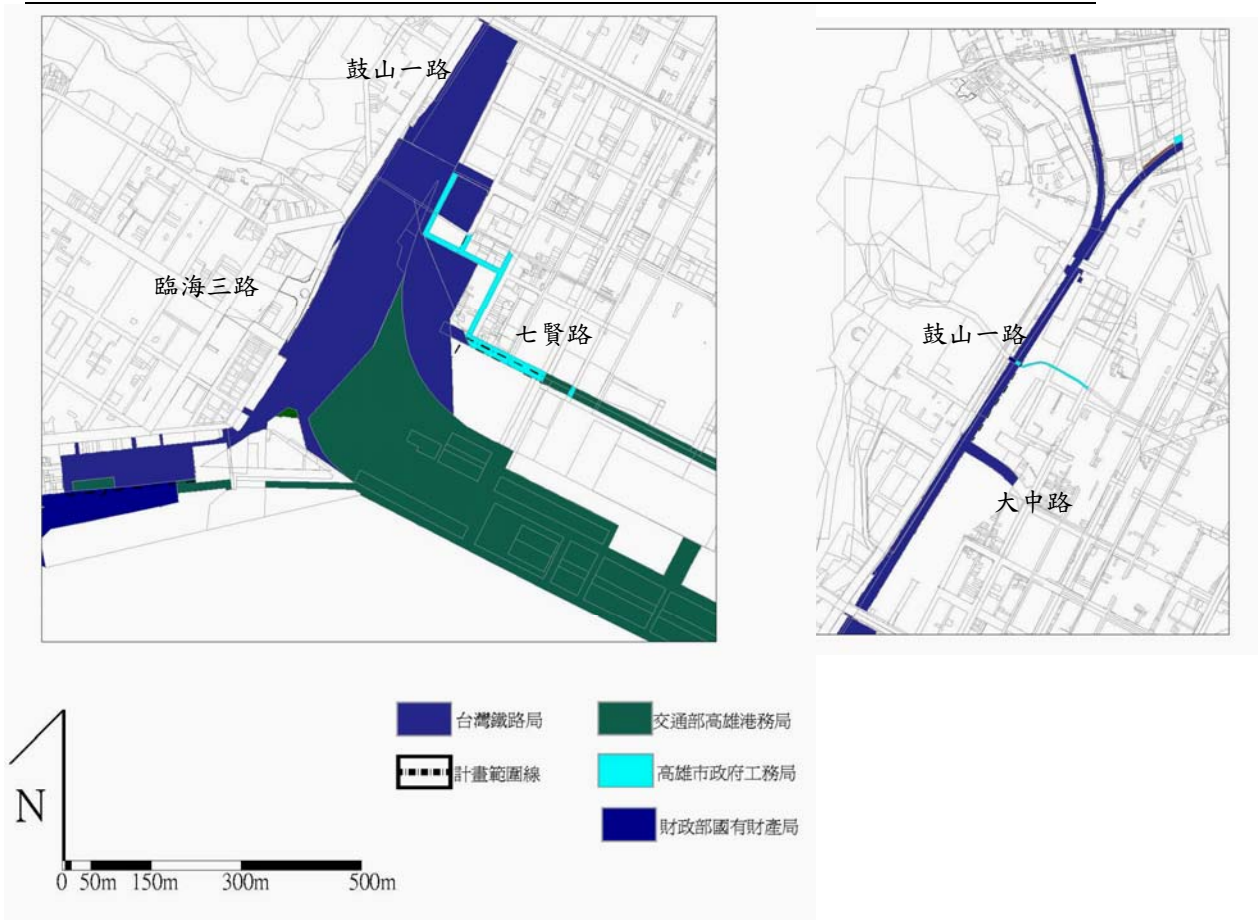 鼓山一路
臨海三路
七賢路
鼓山一路
大中路
台灣鐵路局
交通部高雄港務局
計畫範圍線
高雄市政府工務局
財政部國有財產局
N
0 50m 150m 300m 500m